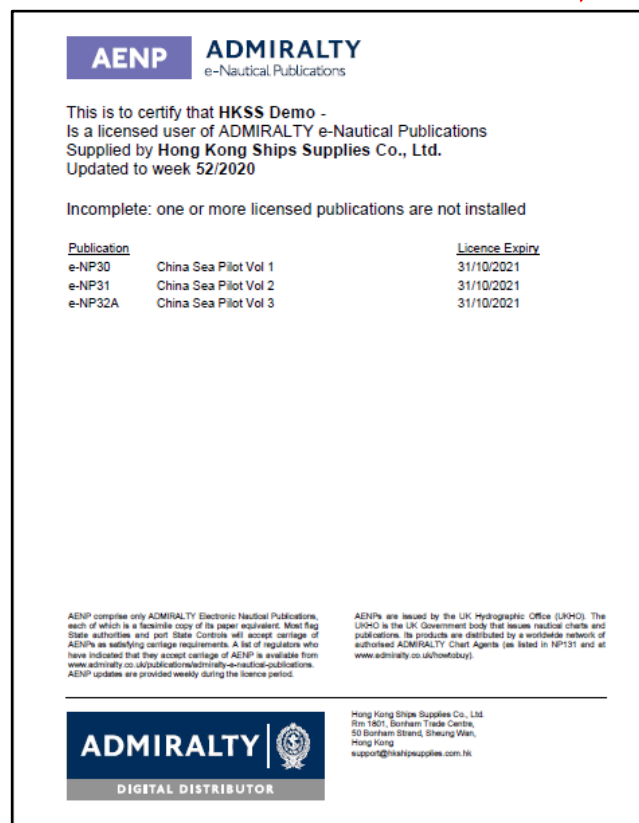 AENP
ADMIRALTY
e-Nautical Publications
This is to certify that HKSS Demo -
Is a licensed user of ADMIRALTY e-Nautical Publications
Supplied by Hong Kong Ships Supplies Co., Ltd.
Updated to week 52/2020
Incomplete: one or more licensed publications are not installed
Publication Licence Expiry
e-NP30 China Sea Pilot Vol 1 31/10/2021
e-NP31 China Sea Pilot Vol 2 31/10/2021
e-NP32A China Sea Pilot Vol 3 31/10/2021
AENP comprise only ADMIRALTY Electronic Nautical Publications,
each of which is a facsimile copy of its paper equivalent. Most flag
State authorities and port State Controls will accept carriage of
AENPs as satisfying carriage requirements. A list of regulators who
have indicated that they accept carriage of AENP is available from
www.admiralty.co.uk/publications/admiralty-e-nautical-publications.
AENP updates are provided weekly during the licence period.
AENPs are issued by the UK Hydrographic Office (UKHO). The
UKHO is the UK Government body that issues nautical charts and
publications. Its products are distributed by a worldwide network of
authorised ADMIRALTY Chart Agents (as listed in NP131 and at
www.admiralty.co.uk/howtobuy).
ADMIRALTY
DIGITAL DISTRIBUTOR
Hong Kong Ships Supplies Co., Ltd.
Rm 1801, Bonham Trade Centre,
50 Bonham Strand, Sheung Wan,
Hong Kong
support@hkshipsupplies.com.hk